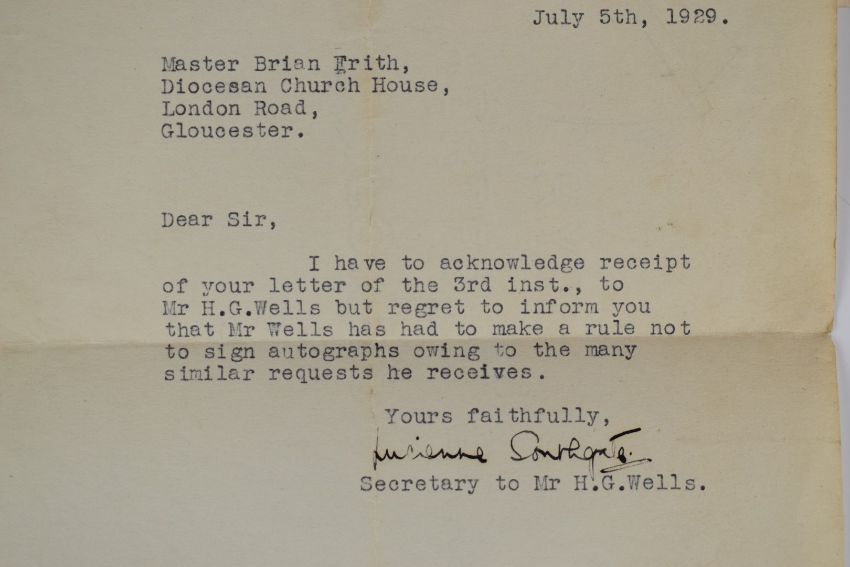 July 5th, 1929.
Master Brian Frith,
Diocesan Church House,
London Road,
Gloucester.
Dear Sir,
I have to acknowledge receipt
of your letter of the 3rd inst., to
Mr H.G.Wells but regret to inform you
that Mr Wells has had to make a rule not
to sign autographs owing to the many
similar requests he receives.
Yours faithfully,
Lucienne Southgate.
Secretary to Mr H.G.Wells.